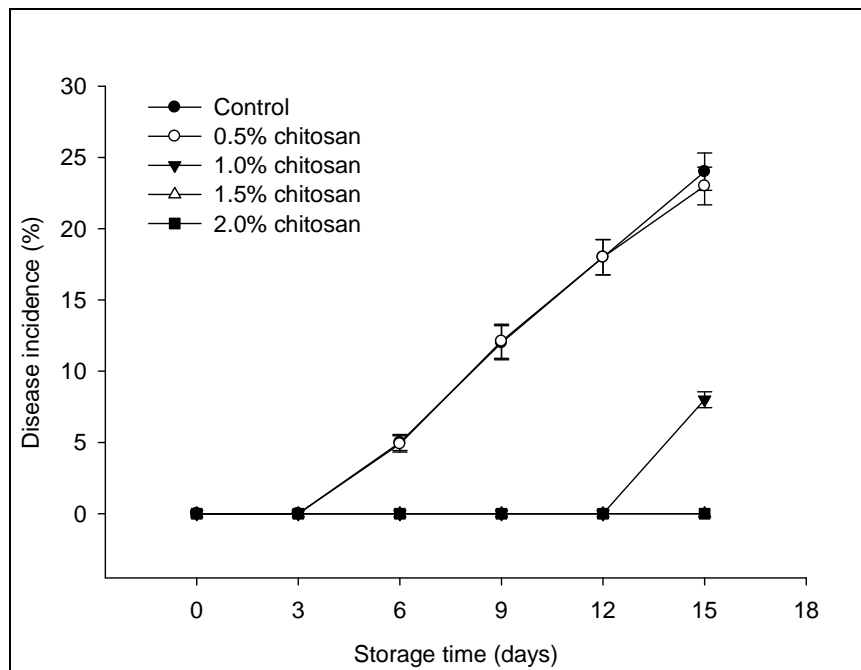 30
25
20
15
10
5
0
Disease incidence (%)
Control
0.5% chitosan
1.0% chitosan
1.5% chitosan
2.0% chitosan
0 3 6 9 12 15 18
Storage time (days)